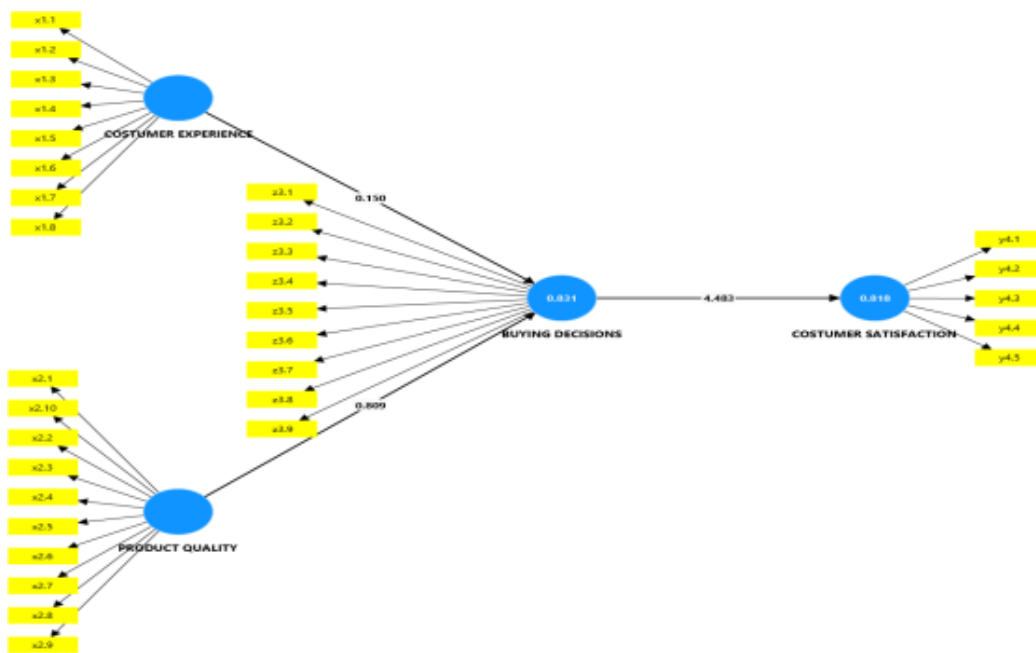 x1.1
x1.2
x1.3
x1.4
x1.5
x1.6
x1.7
x1.8
COSTUMER EXPERIENCE
0.150
z3.1
z3.2
z3.3
z3.4
z3.5
z3.6
z3.7
z3.8
z3.9
0.831
BUYING DECISIONS
4.483
0.818
COSTUMER SATISFACTION
y4.1
y4.2
y4.3
y4.4
y4.5
0.809
x2.1
x2.10
x2.2
x2.3
x2.4
x2.5
x2.6
x2.7
x2.8
x2.9
PRODUCT QUALITY